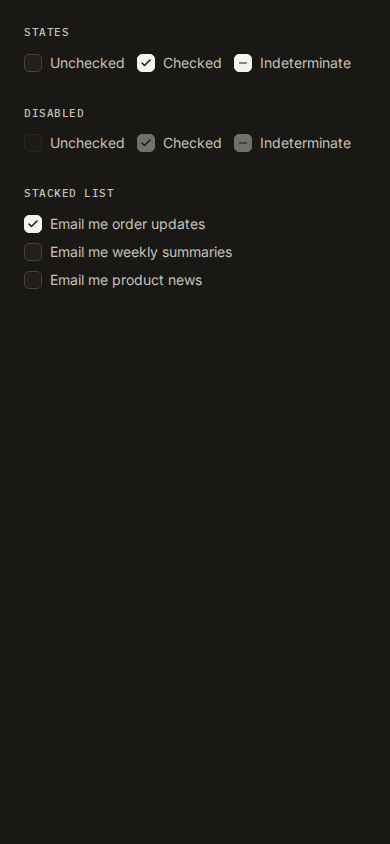 STATES
Unchecked Checked Indeterminate
DISABLED
Unchecked Checked Indeterminate
STACKED LIST
Email me order updates
Email me weekly summaries
Email me product news